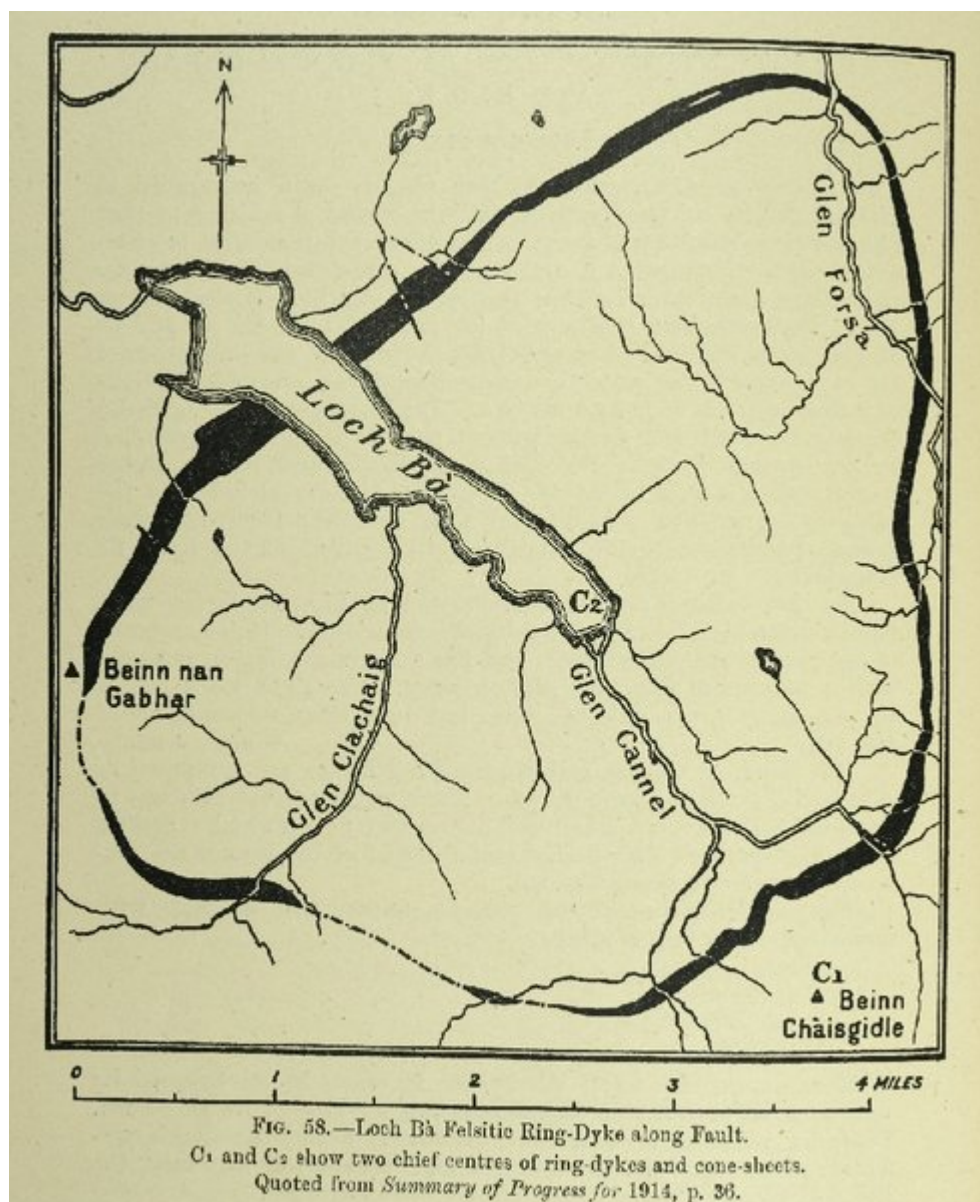 N
Glen Forsa
Loch Bà
C2
Beinn nan
Gabhar
Glen Clachaig
Glen Cannel
C1
Beinn
Chaisgidle
0 1 2 3 4 MILES
FIG. 58.—Loch Bà Felsitic Ring-Dyke along Fault.
C1 and C2 show two chief centres of ring-dykes and cone-sheets.
Quoted from Summary of Progress for 1914, p. 36.